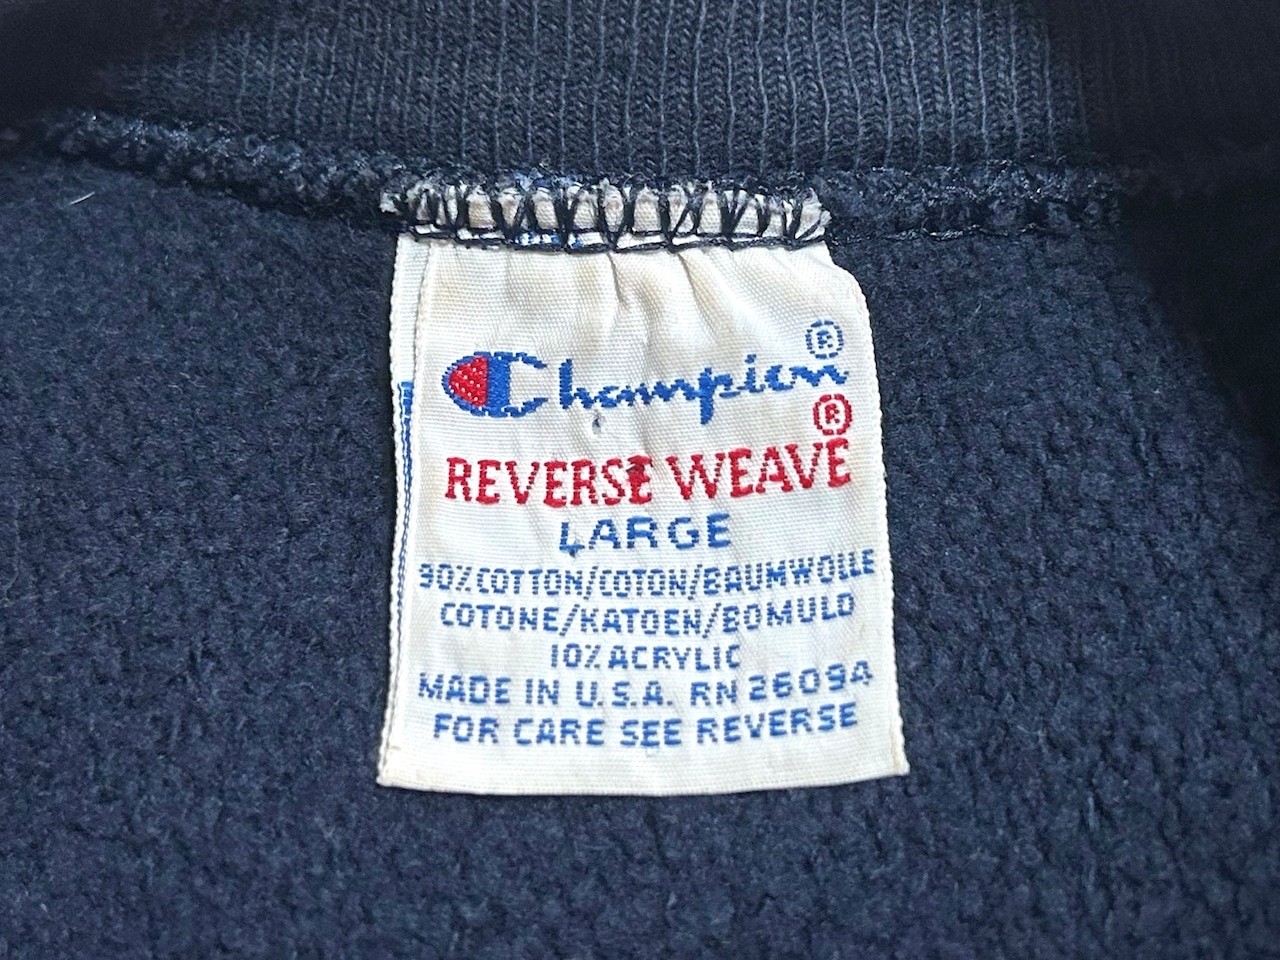 Champion®
REVERSE WEAVE®
LARGE
90% COTTON/COTON/BAUMWOLLE
COTONE/KATOEN/BOMULD
10% ACRYLIC
MADE IN U.S.A. RN 26094
FOR CARE SEE REVERSE